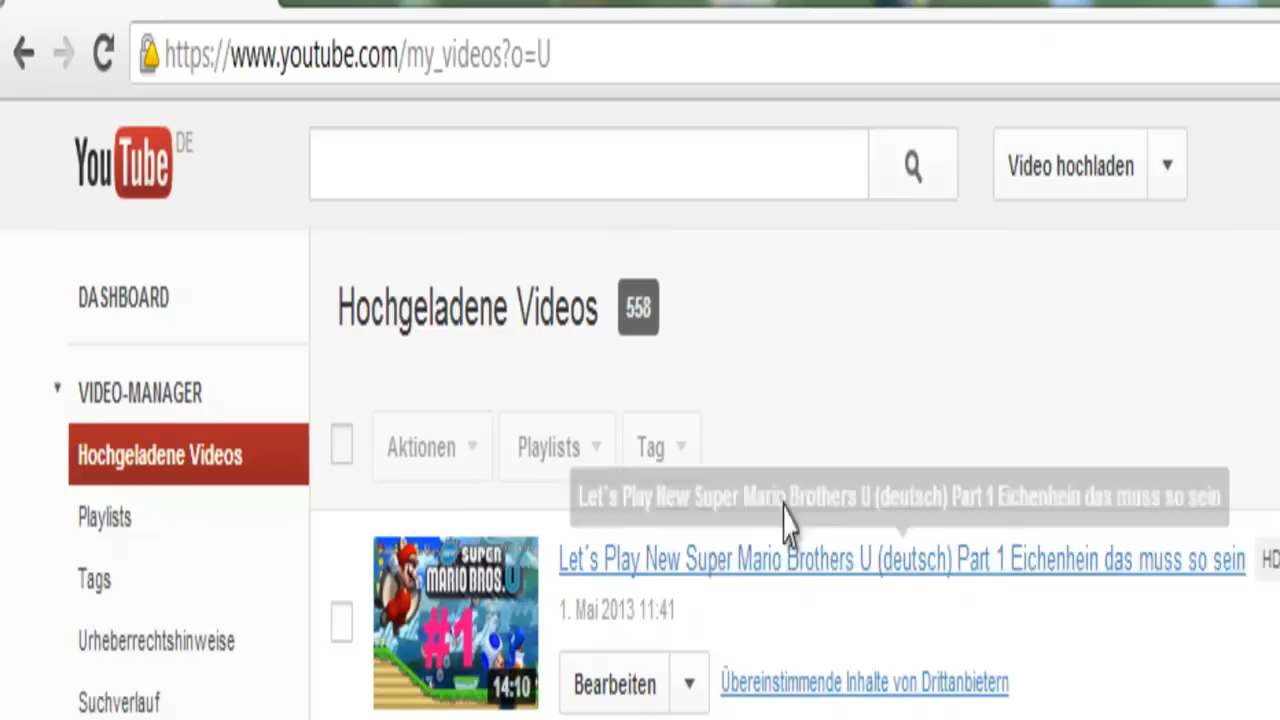 https://www.youtube.com/my_videos?o=U
YouTube DE
Video hochladen
DASHBOARD
Hochgeladene Videos 558
VIDEO-MANAGER
Hochgeladene Videos
Aktionen
Playlists
Tag
Let's Play New Super Mario Brothers U (deutsch) Part 1 Eichenhein das muss so sein
Playlists
Let´s Play New Super Mario Brothers U (deutsch) Part 1 Eichenhein das muss so sein
HD
NEW SUPER
MARIO BROS. U
#1
14:10
Tags
1. Mai 2013 11:41
Urheberrechtshinweise
Bearbeiten
Übereinstimmende Inhalte von Drittanbietern
Suchverlauf